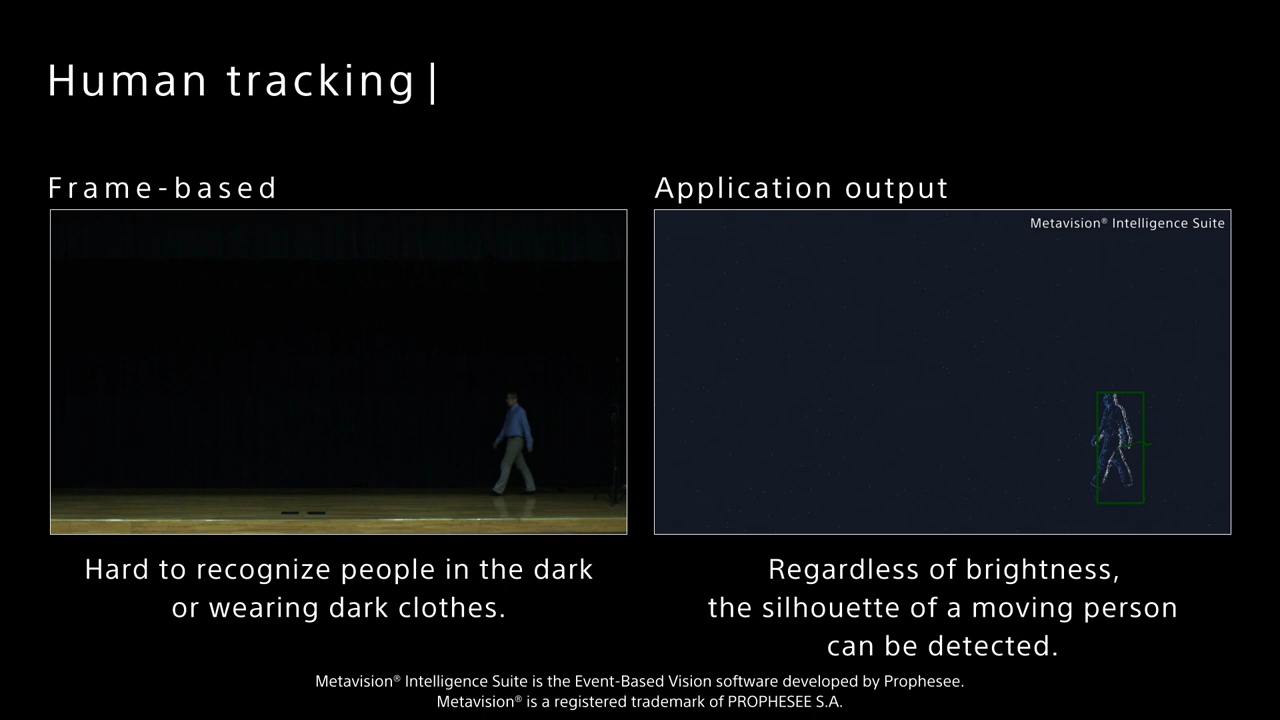 Human tracking |
Frame-based
Application output
Metavision® Intelligence Suite
Hard to recognize people in the dark
or wearing dark clothes.
Regardless of brightness,
the silhouette of a moving person
can be detected.
Metavision® Intelligence Suite is the Event-Based Vision software developed by Prophesee.
Metavision® is a registered trademark of PROPHESEE S.A.